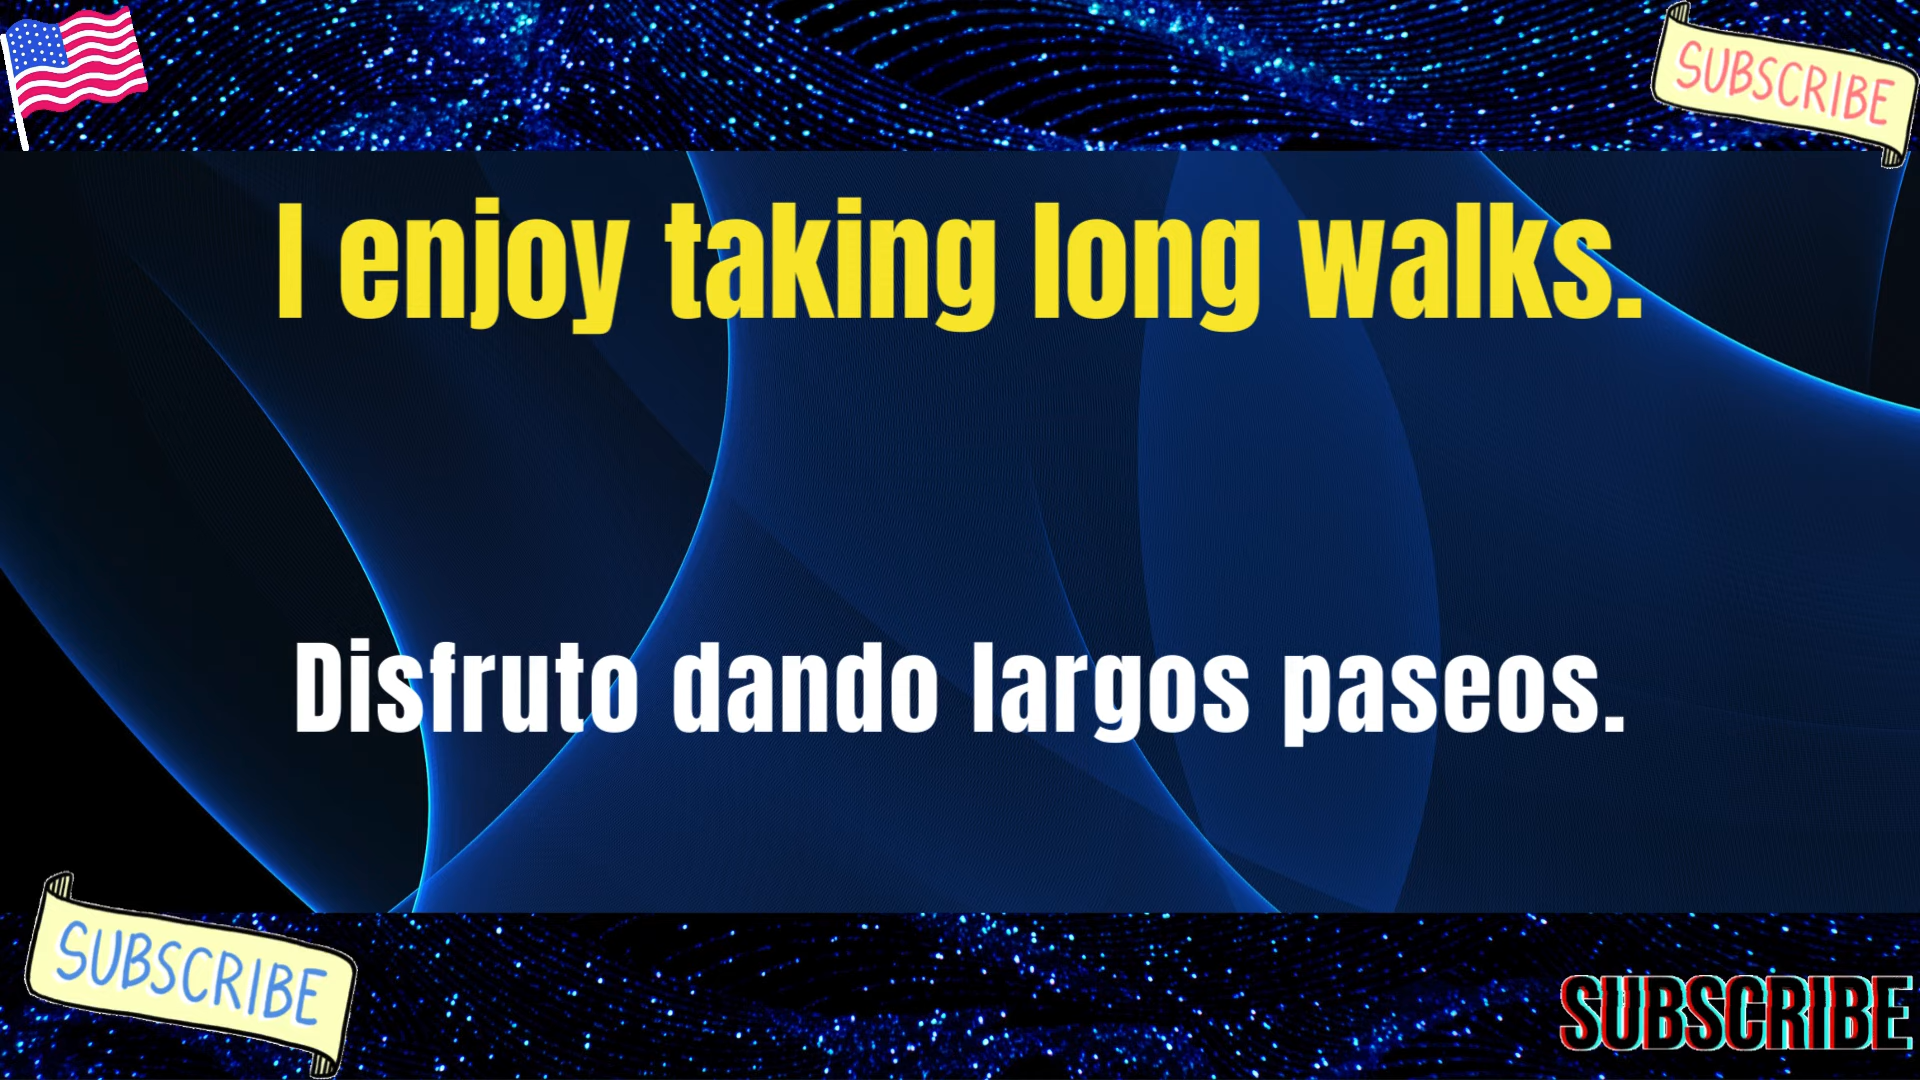 SUBSCRIBE
I enjoy taking long walks.
Disfruto dando largos paseos.
SUBSCRIBE
SUBSCRIBE